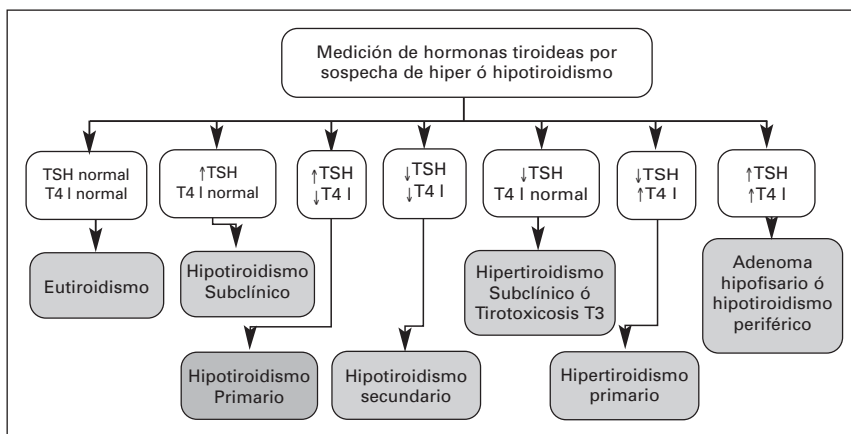 Medición de hormonas tiroideas por
sospecha de hiper ó hipotiroidismo
TSH normal
T4 l normal
↑TSH
T4 l normal
↑TSH
↓T4 l
↓TSH
↓T4 l
↓TSH
T4 l normal
↓TSH
↑T4 l
↑TSH
↑T4 l
Eutiroidismo
Hipotiroidismo
Subclínico
Hipertiroidismo
Subclínico ó
Tirotoxicosis T3
Adenoma
hipofisario ó
hipotiroidismo
periférico
Hipotiroidismo
Primario
Hipotiroidismo
secundario
Hipertiroidismo
primario